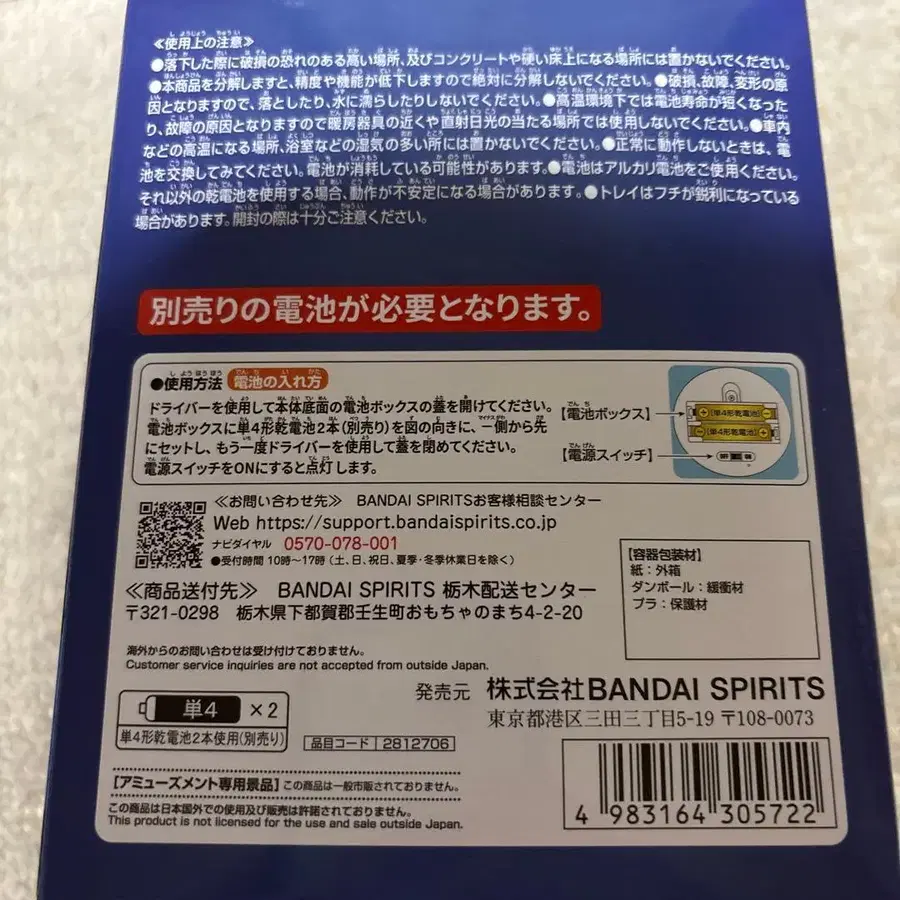 ≪使用上の注意≫
●落下した際に破損の恐れのある高い場所、及びコンクリートや硬い床上になる場所には置かないでください。
●本商品を分解しますと、精度や機能が低下しますので絶対に分解しないでください。●破損、故障、変形の原
因となりますので、落としたり、水に濡らしたりしないでください。●高温環境下では電池寿命が短くなった
り、故障の原因となりますので暖房器具の近くや直射日光の当たる場所では使用しないでください。●車内
などの高温になる場所、浴室などの湿気の多い所には置かないでください。●正常に動作しないときは、電
池を交換してみてください。電池が消耗している可能性があります。●電池はアルカリ電池をご使用ください。
それ以外の乾電池を使用する場合、動作が不安定になる場合があります。●トレイはフチが鋭利になっている
場合があります。開封の際は十分ご注意ください。
別売りの電池が必要となります。
●使用方法 電池の入れ方
ドライバーを使用して本体底面の電池ボックスの蓋を開けてください。
電池ボックスに単4形乾電池2本(別売り)を図の向きに、−側から先
にセットし、もう一度ドライバーを使用して蓋を閉めてください。
電源スイッチをONにすると点灯します。
【電池ボックス】
+【単4形乾電池】−
−【単4形乾電池】+
【電源スイッチ】
≪お問い合わせ先≫ BANDAI SPIRITSお客様相談センター
Web https://support.bandaispirits.co.jp
ナビダイヤル 0570-078-001
●受付時間 10時〜17時(土、日、祝日、夏季・冬季休業日を除く)
≪商品送付先≫ BANDAI SPIRITS 栃木配送センター
〒321-0298 栃木県下都賀郡壬生町おもちゃのまち4-2-20
【容器包装材】
紙：外箱
ダンボール：緩衝材
プラ：保護材
海外からのお問い合わせは受け付けておりません。
Customer service inquiries are not accepted from outside Japan.
発売元 株式会社BANDAI SPIRITS
東京都港区三田三丁目5-19 〒108-0073
単4 ×2
単4形乾電池2本使用(別売り)
品目コード 2812706
【アミューズメント専用景品】この商品は一般市販されておりません。
この商品は日本国外での使用及び販売は許諾されておりません。
This product is not licensed for the use and sale outside Japan.
4 983164 305722